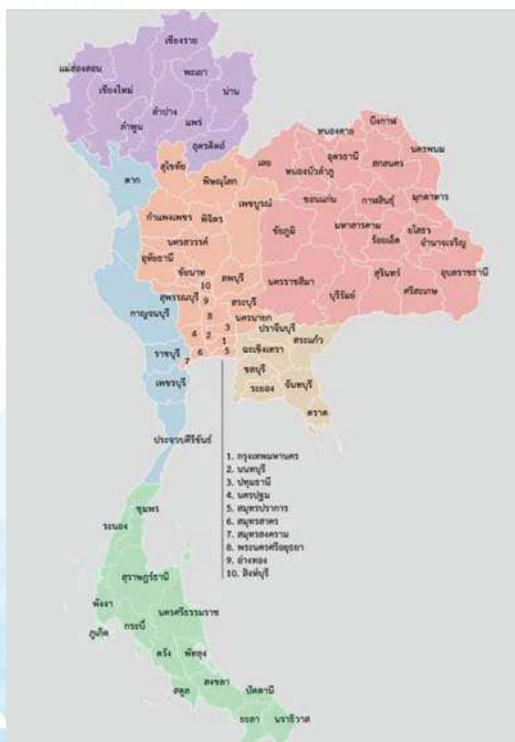 เชียงราย
แม่ฮ่องสอน
พะเยา
เชียงใหม่
น่าน
ลำปาง
แพร่
ลำพูน
อุตรดิตถ์
บึงกาฬ
หนองคาย
สุโขทัย
เลย
อุดรธานี
นครพนม
สกลนคร
หนองบัวลำภู
ตาก
พิษณุโลก
เพชรบูรณ์
ขอนแก่น
กาฬสินธุ์
มุกดาหาร
กำแพงเพชร
พิจิตร
ชัยภูมิ
มหาสารคาม
ร้อยเอ็ด
ยโสธร
อำนาจเจริญ
นครสวรรค์
อุทัยธานี
ชัยนาท
ลพบุรี
นครราชสีมา
บุรีรัมย์
สุรินทร์
ศรีสะเกษ
อุบลราชธานี
10
สุพรรณบุรี
9
สระบุรี
กาญจนบุรี
8
นครนายก
ปราจีนบุรี
สระแก้ว
4
2
3
1
ฉะเชิงเทรา
ราชบุรี
6
5
7
ชลบุรี
เพชรบุรี
ระยอง
จันทบุรี
ตราด
ประจวบคีรีขันธ์
1. กรุงเทพมหานคร
2. นนทบุรี
3. ปทุมธานี
4. นครปฐม
5. สมุทรปราการ
6. สมุทรสาคร
7. สมุทรสงคราม
8. พระนครศรีอยุธยา
9. อ่างทอง
10. สิงห์บุรี
ชุมพร
ระนอง
สุราษฎร์ธานี
พังงา
นครศรีธรรมราช
กระบี่
ภูเก็ต
ตรัง
พัทลุง
สงขลา
สตูล
ปัตตานี
ยะลา
นราธิวาส